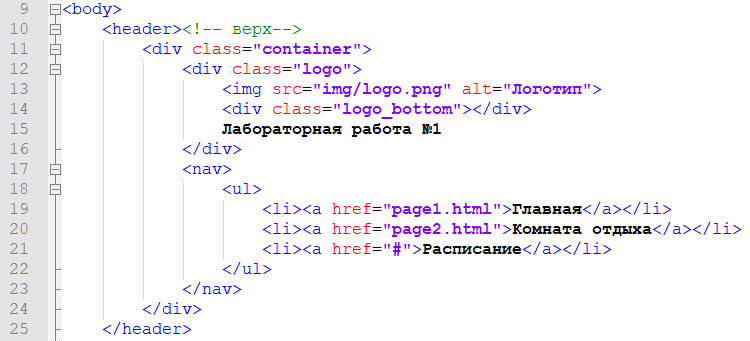 9 <body>
10 <header><!-- верх-->
11 <div class="container">
12 <div class="logo">
13 <img src="img/logo.png" alt="Логотип">
14 <div class="logo_bottom"></div>
15 Лабораторная работа №1
16 </div>
17 <nav>
18 <ul>
19 <li><a href="page1.html">Главная</a></li>
20 <li><a href="page2.html">Комната отдыха</a></li>
21 <li><a href="#">Расписание</a></li>
22 </ul>
23 </nav>
24 </div>
25 </header>